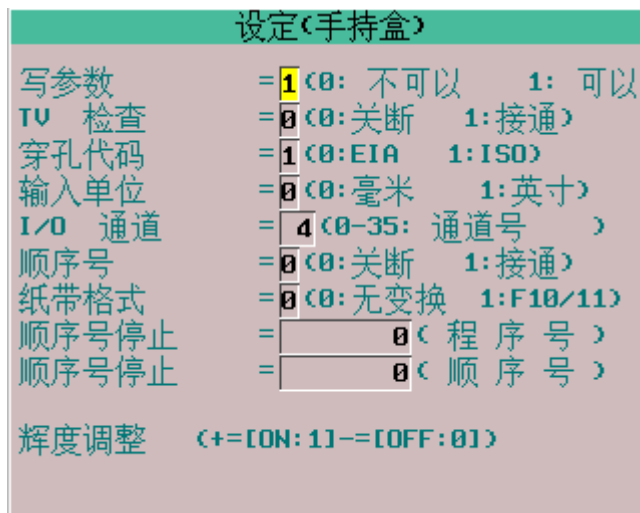 设定(手持盒)
写参数 =1(0: 不可以 1: 可以
TV 检查 =0(0:关断 1:接通)
穿孔代码 =1(0:EIA 1:ISO)
输入单位 =0(0:毫米 1:英寸)
I/O 通道 = 4(0-35: 通道号 )
顺序号 =0(0:关断 1:接通)
纸带格式 =0(0:无变换 1:F10/11)
顺序号停止 = 0( 程 序 号 )
顺序号停止 = 0( 顺 序 号 )
辉度调整 (+=[ON:1]-=[OFF:0])